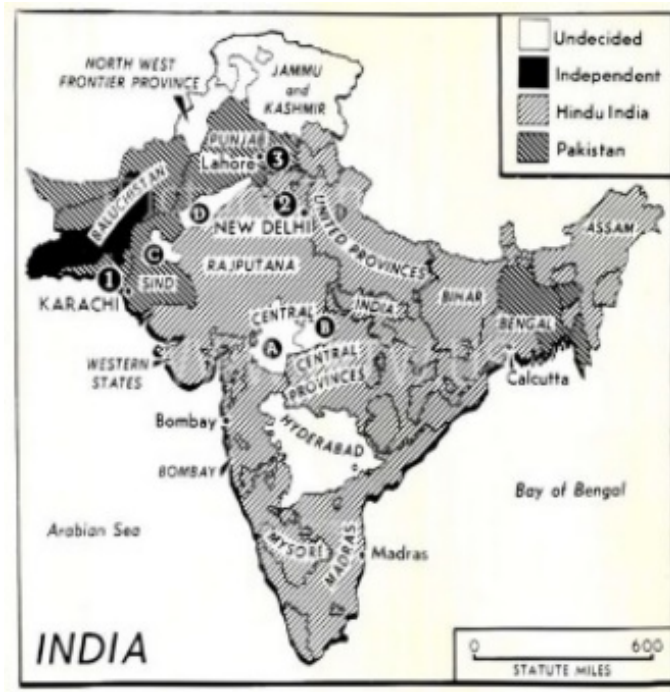 Undecided
Independent
Hindu India
Pakistan
NORTH WEST
FRONTIER PROVINCE
JAMMU
and
KASHMIR
PUNJAB
Lahore
3
BALUCHISTAN
D
2
NEW DELHI
UNITED PROVINCES
ASSAM
C
RAJPUTANA
1
SIND
KARACHI
INDIA
BIHAR
CENTRAL
B
BENGAL
A
CENTRAL
PROVINCES
WESTERN
STATES
Calcutta
Bombay
HYDERABAD
BOMBAY
Bay of Bengal
Arabian Sea
MYSORE
MADRAS
Madras
INDIA
0 600
STATUTE MILES